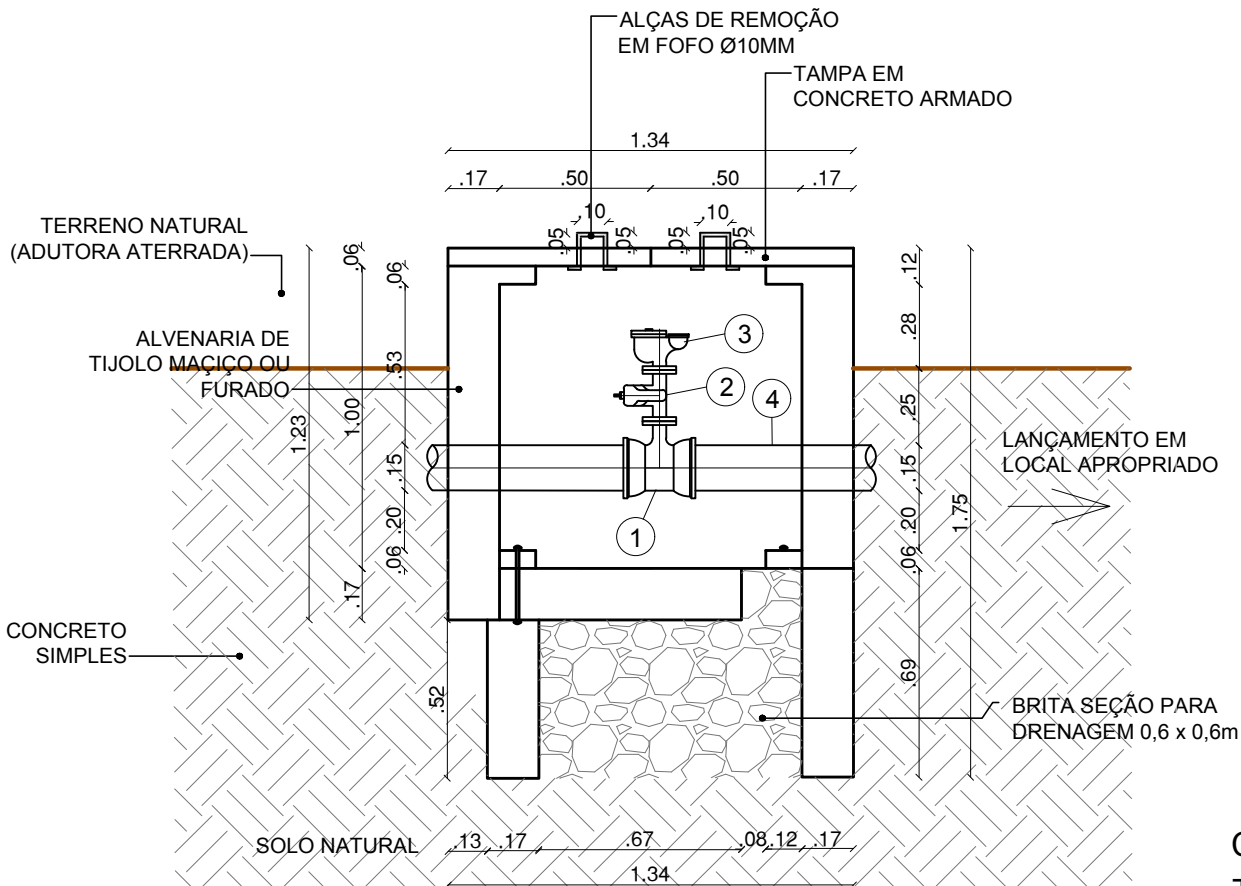 ALÇAS DE REMOÇÃO
EM FOFO Ø10MM
TAMPA EM
CONCRETO ARMADO
1.34
.17 .50 .50 .17
TERRENO NATURAL
(ADUTORA ATERRADA)
.10 .10
.05 .05 .05 .05
.06
.06
.12
.28
ALVENARIA DE
TIJOLO MACIÇO OU
FURADO
3
2
4
1
1.23
1.00
.53
.15
.20
.06
.17
.25
.15
.20
.06
1.75
LANÇAMENTO EM
LOCAL APROPRIADO
CONCRETO
SIMPLES
.52
.69
BRITA SEÇÃO PARA
DRENAGEM 0,6 x 0,6m
SOLO NATURAL
.13 .17 .67 .08 .12 .17
1.34